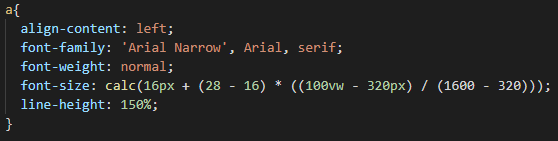 a{
align-content: left;
font-family: 'Arial Narrow', Arial, serif;
font-weight: normal;
font-size: calc(16px + (28 - 16) * ((100vw - 320px) / (1600 - 320)));
line-height: 150%;
}